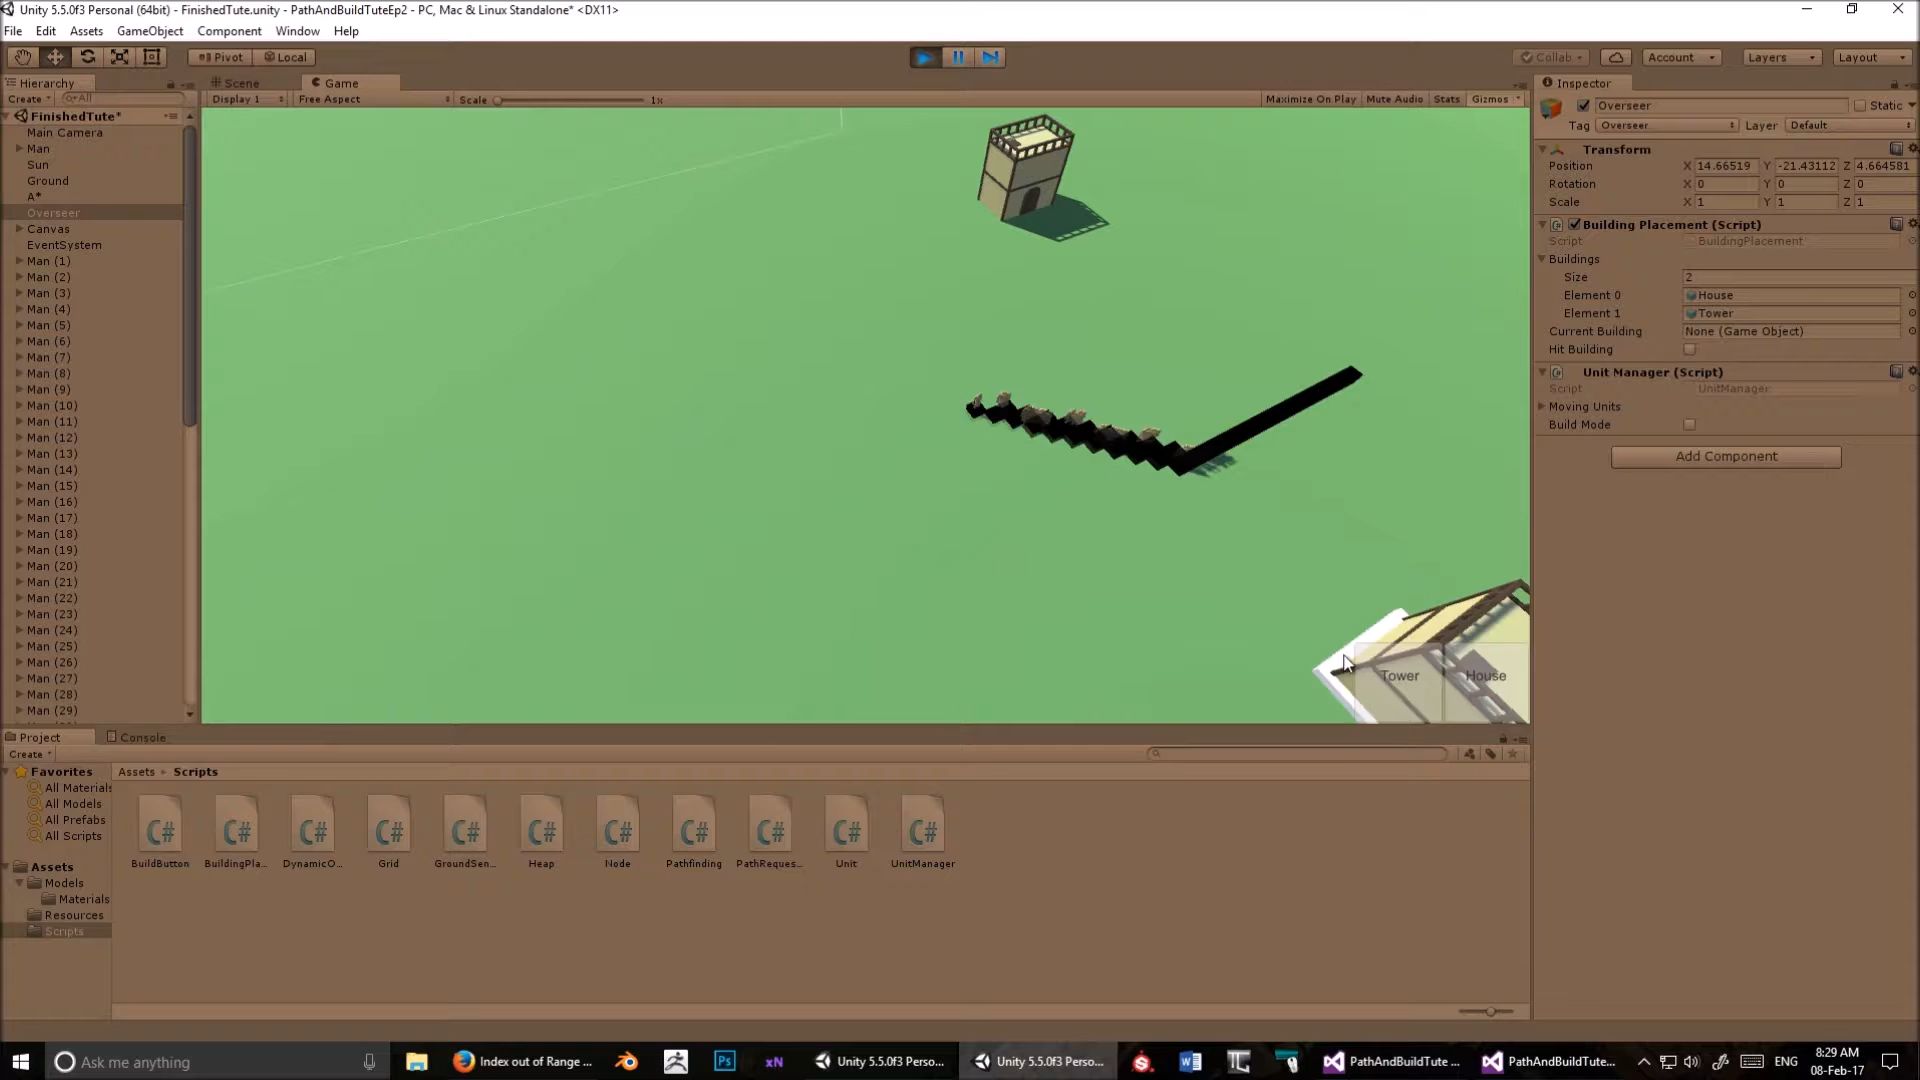 Unity 5.5.0f3 Personal (64bit) - FinishedTute.unity - PathAndBuildTuteEp2 - PC, Mac & Linux Standalone* <DX11>
File Edit Assets GameObject Component Window Help
Pivot Local Collab Account Layers Layout
Hierarchy
Create All
FinishedTute*
Main Camera
Man
Sun
Ground
A*
Overseer
Canvas
EventSystem
Man (1)
Man (2)
Man (3)
Man (4)
Man (5)
Man (6)
Man (7)
Man (8)
Man (9)
Man (10)
Man (11)
Man (12)
Man (13)
Man (14)
Man (15)
Man (16)
Man (17)
Man (18)
Man (19)
Man (20)
Man (21)
Man (22)
Man (23)
Man (24)
Man (25)
Man (26)
Man (27)
Man (28)
Man (29)
Scene Game
Display 1 Free Aspect Scale 1x Maximize On Play Mute Audio Stats Gizmos
Tower House
Inspector
Overseer Static
Tag Overseer Layer Default
Transform
Position X 14.66519 Y -21.43112 Z 4.664581
Rotation X 0 Y 0 Z 0
Scale X 1 Y 1 Z 1
Building Placement (Script)
Script BuildingPlacement
Buildings
Size 2
Element 0 House
Element 1 Tower
Current Building None (Game Object)
Hit Building
Unit Manager (Script)
Script UnitManager
Moving Units
Build Mode
Add Component
Project Console
Create
Favorites
All Materials
All Models
All Prefabs
All Scripts
Assets
Models
Materials
Resources
Scripts
Assets Scripts
C# C# C# C# C# C# C# C# C# C# C#
BuildButton BuildingPla... DynamicO... Grid GroundSen... Heap Node Pathfinding PathReques... Unit UnitManager
Ask me anything Index out of Range ... Ps xN Unity 5.5.0f3 Perso... Unity 5.5.0f3 Perso... PathAndBuildTute ... PathAndBuildTute... ENG 8:29 AM
08-Feb-17